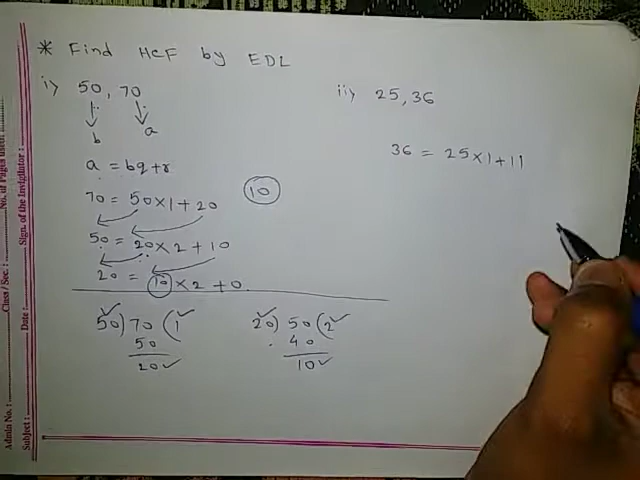 * Find HCF by EDL
i) 50, 70
b a
a = bq+r
70 = 50×1+20
10
50 = 20×2+10
20 = 10×2+0
50) 70 (1
50
20
20) 50 (2
40
10
ii) 25, 36
36 = 25×1+11
Admn No.:
Class / Sec.:
No. of Pages used:
Subject:
Date:
Sign. of the Invigilator: